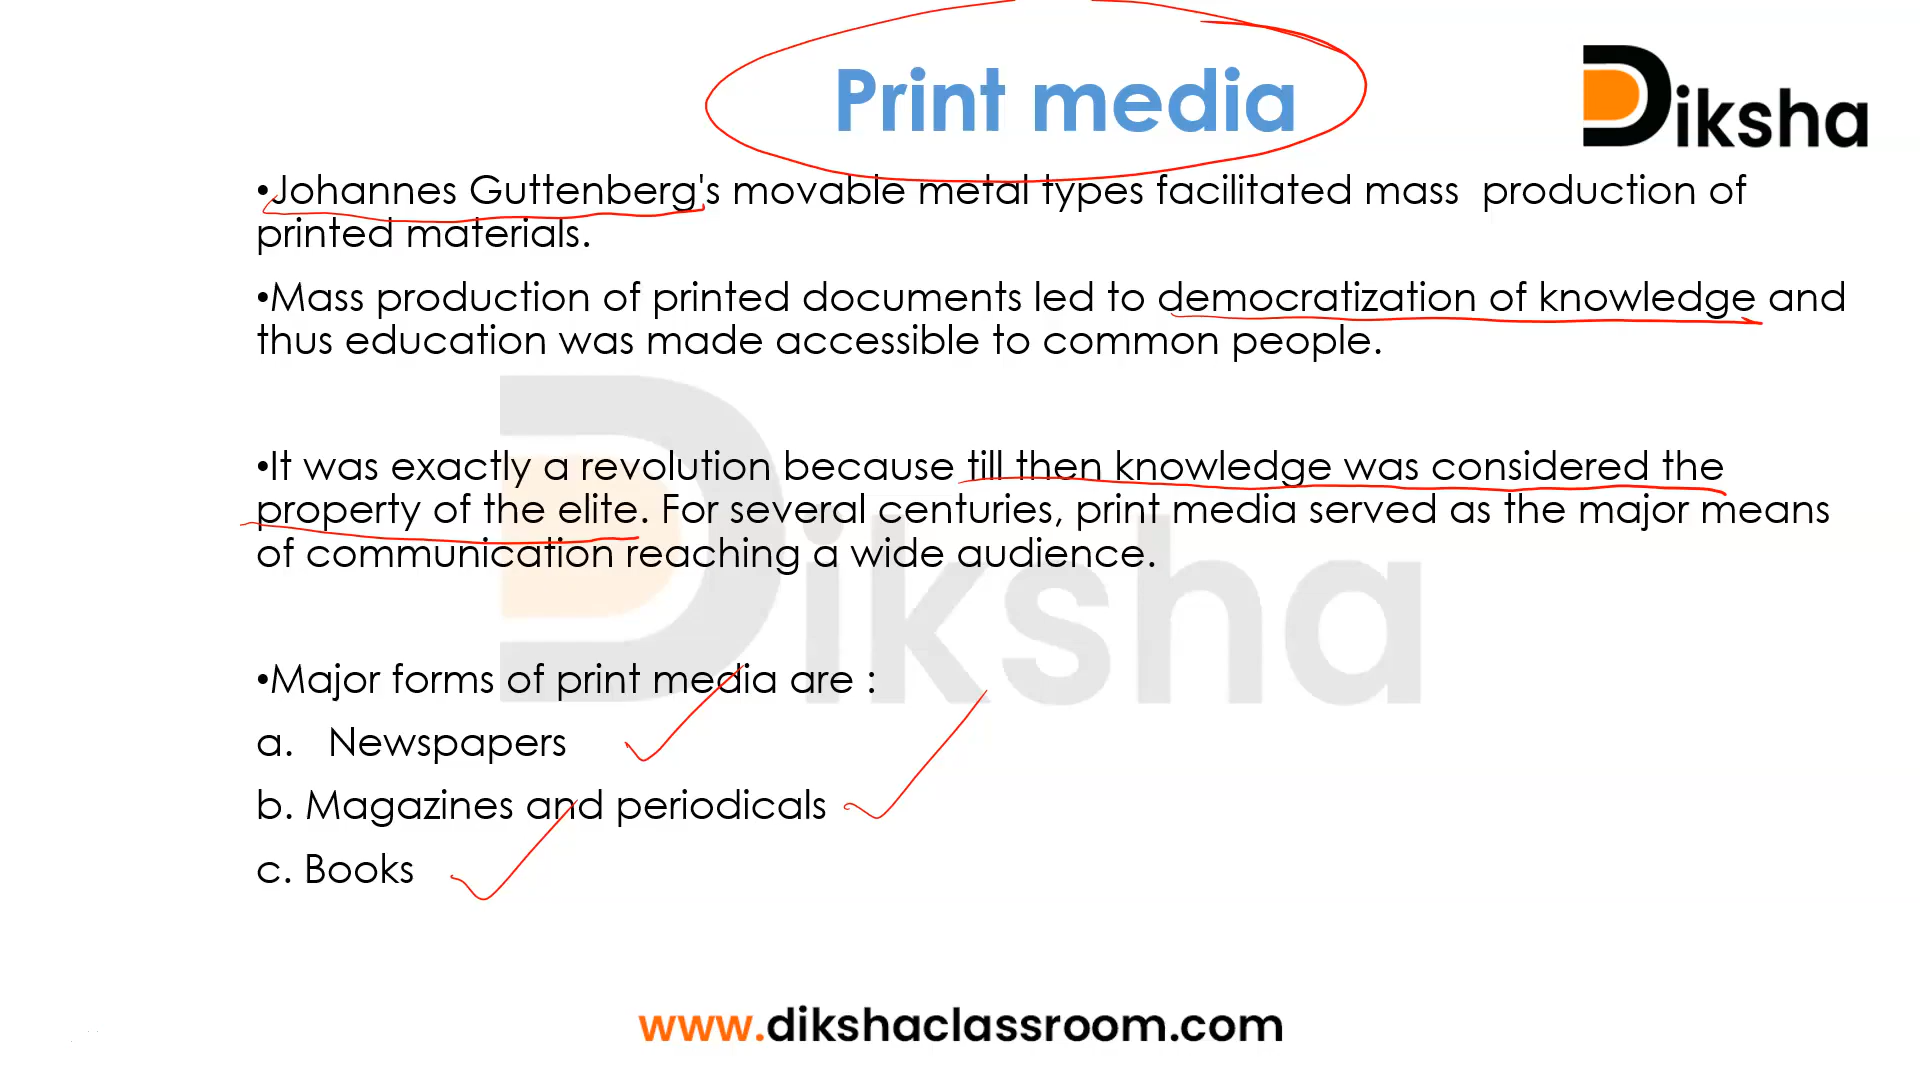 Print media
Diksha
•Johannes Guttenberg's movable metal types facilitated mass  production of
printed materials.
•Mass production of printed documents led to democratization of knowledge and
thus education was made accessible to common people.
•It was exactly a revolution because till then knowledge was considered the
property of the elite. For several centuries, print media served as the major means
of communication reaching a wide audience.
Diksha
•Major forms of print media are :
a.   Newspapers
b. Magazines and periodicals
c. Books
www.dikshaclassroom.com